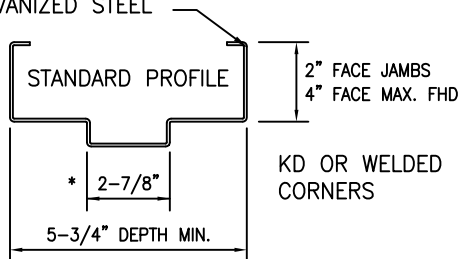 STEEL
STANDARD PROFILE
2" FACE JAMBS
4" FACE MAX. FHD
KD OR WELDED
CORNERS
* 2-7/8"
5-3/4" DEPTH MIN.